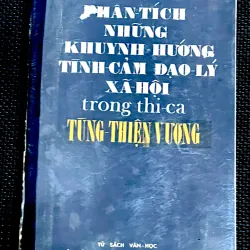 PHÂN-TÍCH
NHỮNG
KHUYNH-HƯỚNG
TÌNH-CẢM ĐẠO-LÝ
XÃ-HỘI
trong thi-ca
TÙNG-THIỆN VƯƠNG
TỦ SÁCH VĂN-HỌC